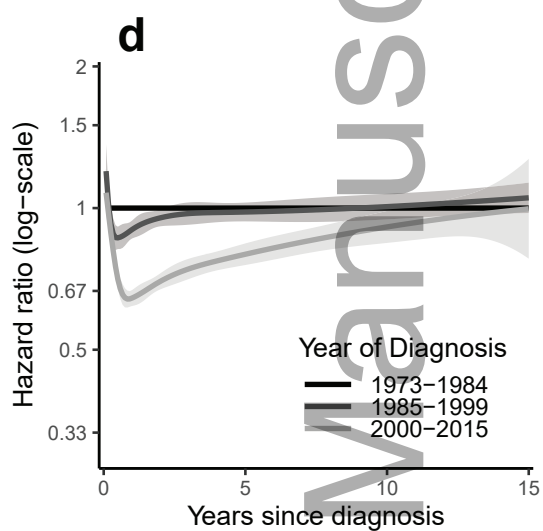 d
Hazard ratio (log−scale)
2
1.5
1
0.67
0.5
0.33
Year of Diagnosis
1973−1984
1985−1999
2000−2015
0
5
10
15
Years since diagnosis
Manusc